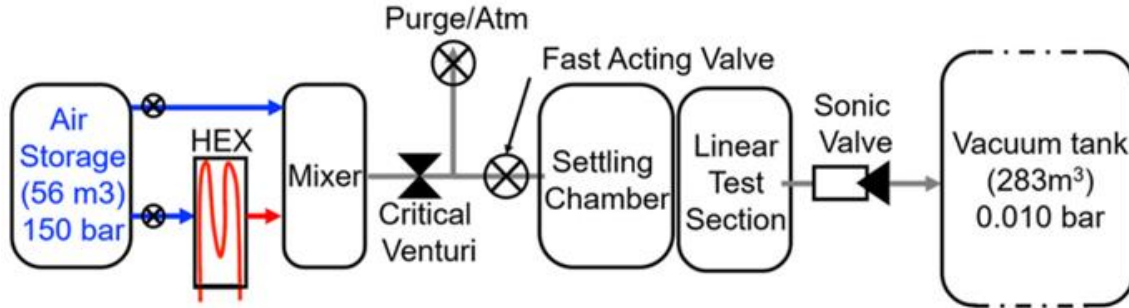 Purge/Atm
Fast Acting Valve
Air
Storage
(56 m3)
150 bar
HEX
Mixer
Critical
Venturi
Settling
Chamber
Linear
Test
Section
Sonic
Valve
Vacuum tank
(283m³)
0.010 bar